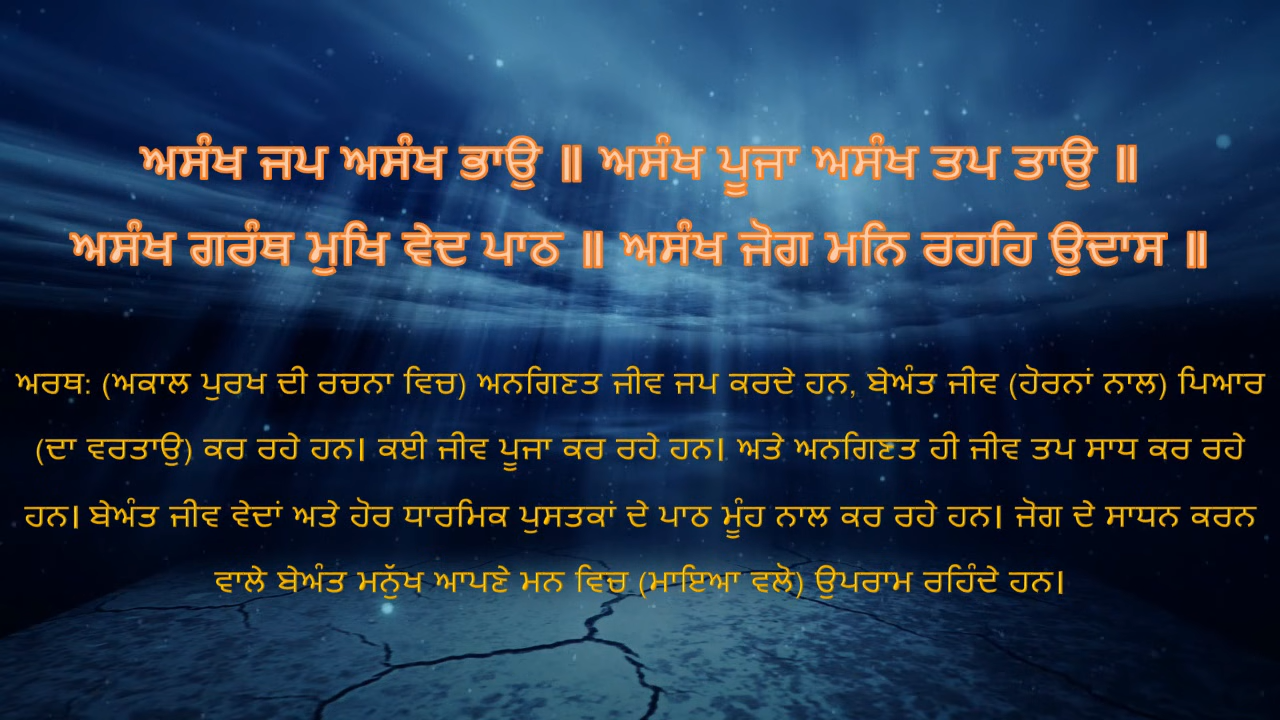 ਅਸੰਖ ਜਪ ਅਸੰਖ ਭਾਉ ॥ ਅਸੰਖ ਪੂਜਾ ਅਸੰਖ ਤਪ ਤਾਉ ॥
ਅਸੰਖ ਗਰੰਥ ਮੁਖਿ ਵੇਦ ਪਾਠ ॥ ਅਸੰਖ ਜੋਗ ਮਨਿ ਰਹਹਿ ਉਦਾਸ ॥
ਅਰਥ: (ਅਕਾਲ ਪੁਰਖ ਦੀ ਰਚਨਾ ਵਿਚ) ਅਨਗਿਣਤ ਜੀਵ ਜਪ ਕਰਦੇ ਹਨ, ਬੇਅੰਤ ਜੀਵ (ਹੋਰਨਾਂ ਨਾਲ) ਪਿਆਰ
(ਦਾ ਵਰਤਾਉ) ਕਰ ਰਹੇ ਹਨ। ਕਈ ਜੀਵ ਪੂਜਾ ਕਰ ਰਹੇ ਹਨ। ਅਤੇ ਅਨਗਿਣਤ ਹੀ ਜੀਵ ਤਪ ਸਾਧ ਕਰ ਰਹੇ
ਹਨ। ਬੇਅੰਤ ਜੀਵ ਵੇਦਾਂ ਅਤੇ ਹੋਰ ਧਾਰਮਿਕ ਪੁਸਤਕਾਂ ਦੇ ਪਾਠ ਮੂੰਹ ਨਾਲ ਕਰ ਰਹੇ ਹਨ। ਜੋਗ ਦੇ ਸਾਧਨ ਕਰਨ
ਵਾਲੇ ਬੇਅੰਤ ਮਨੁੱਖ ਆਪਣੇ ਮਨ ਵਿਚ (ਮਾਇਆ ਵਲੋ) ਉਪਰਾਮ ਰਹਿੰਦੇ ਹਨ।